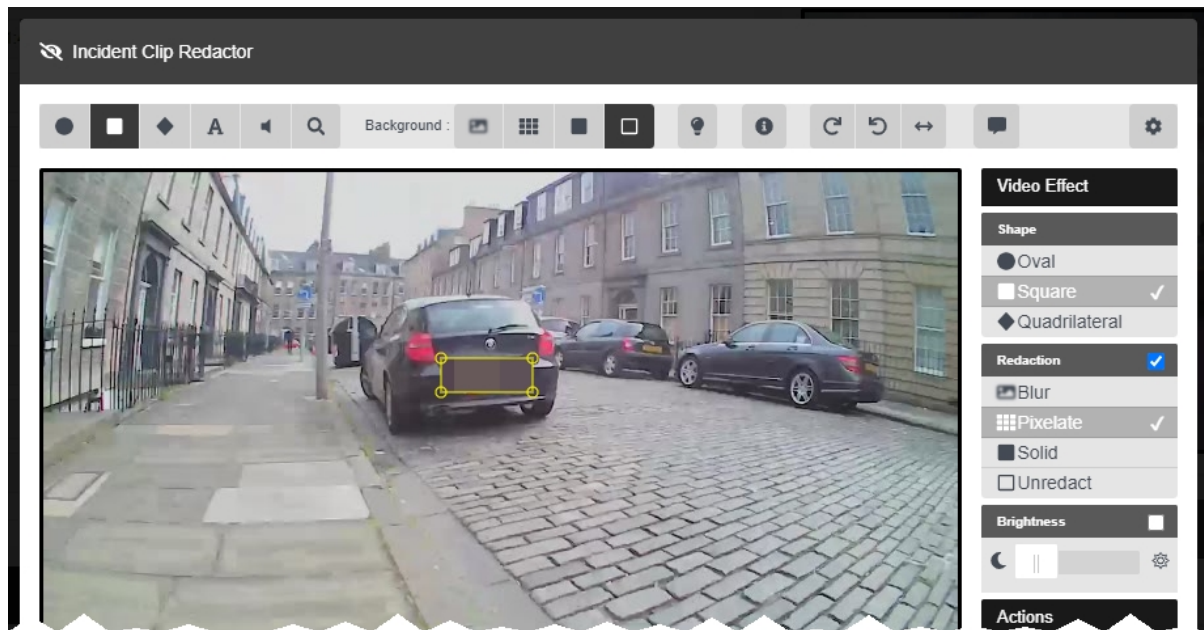 Incident Clip Redactor
A
Background :
Video Effect
Shape
Oval
Square
Quadrilateral
Redaction
Blur
Pixelate
Solid
Unredact
Brightness
Actions